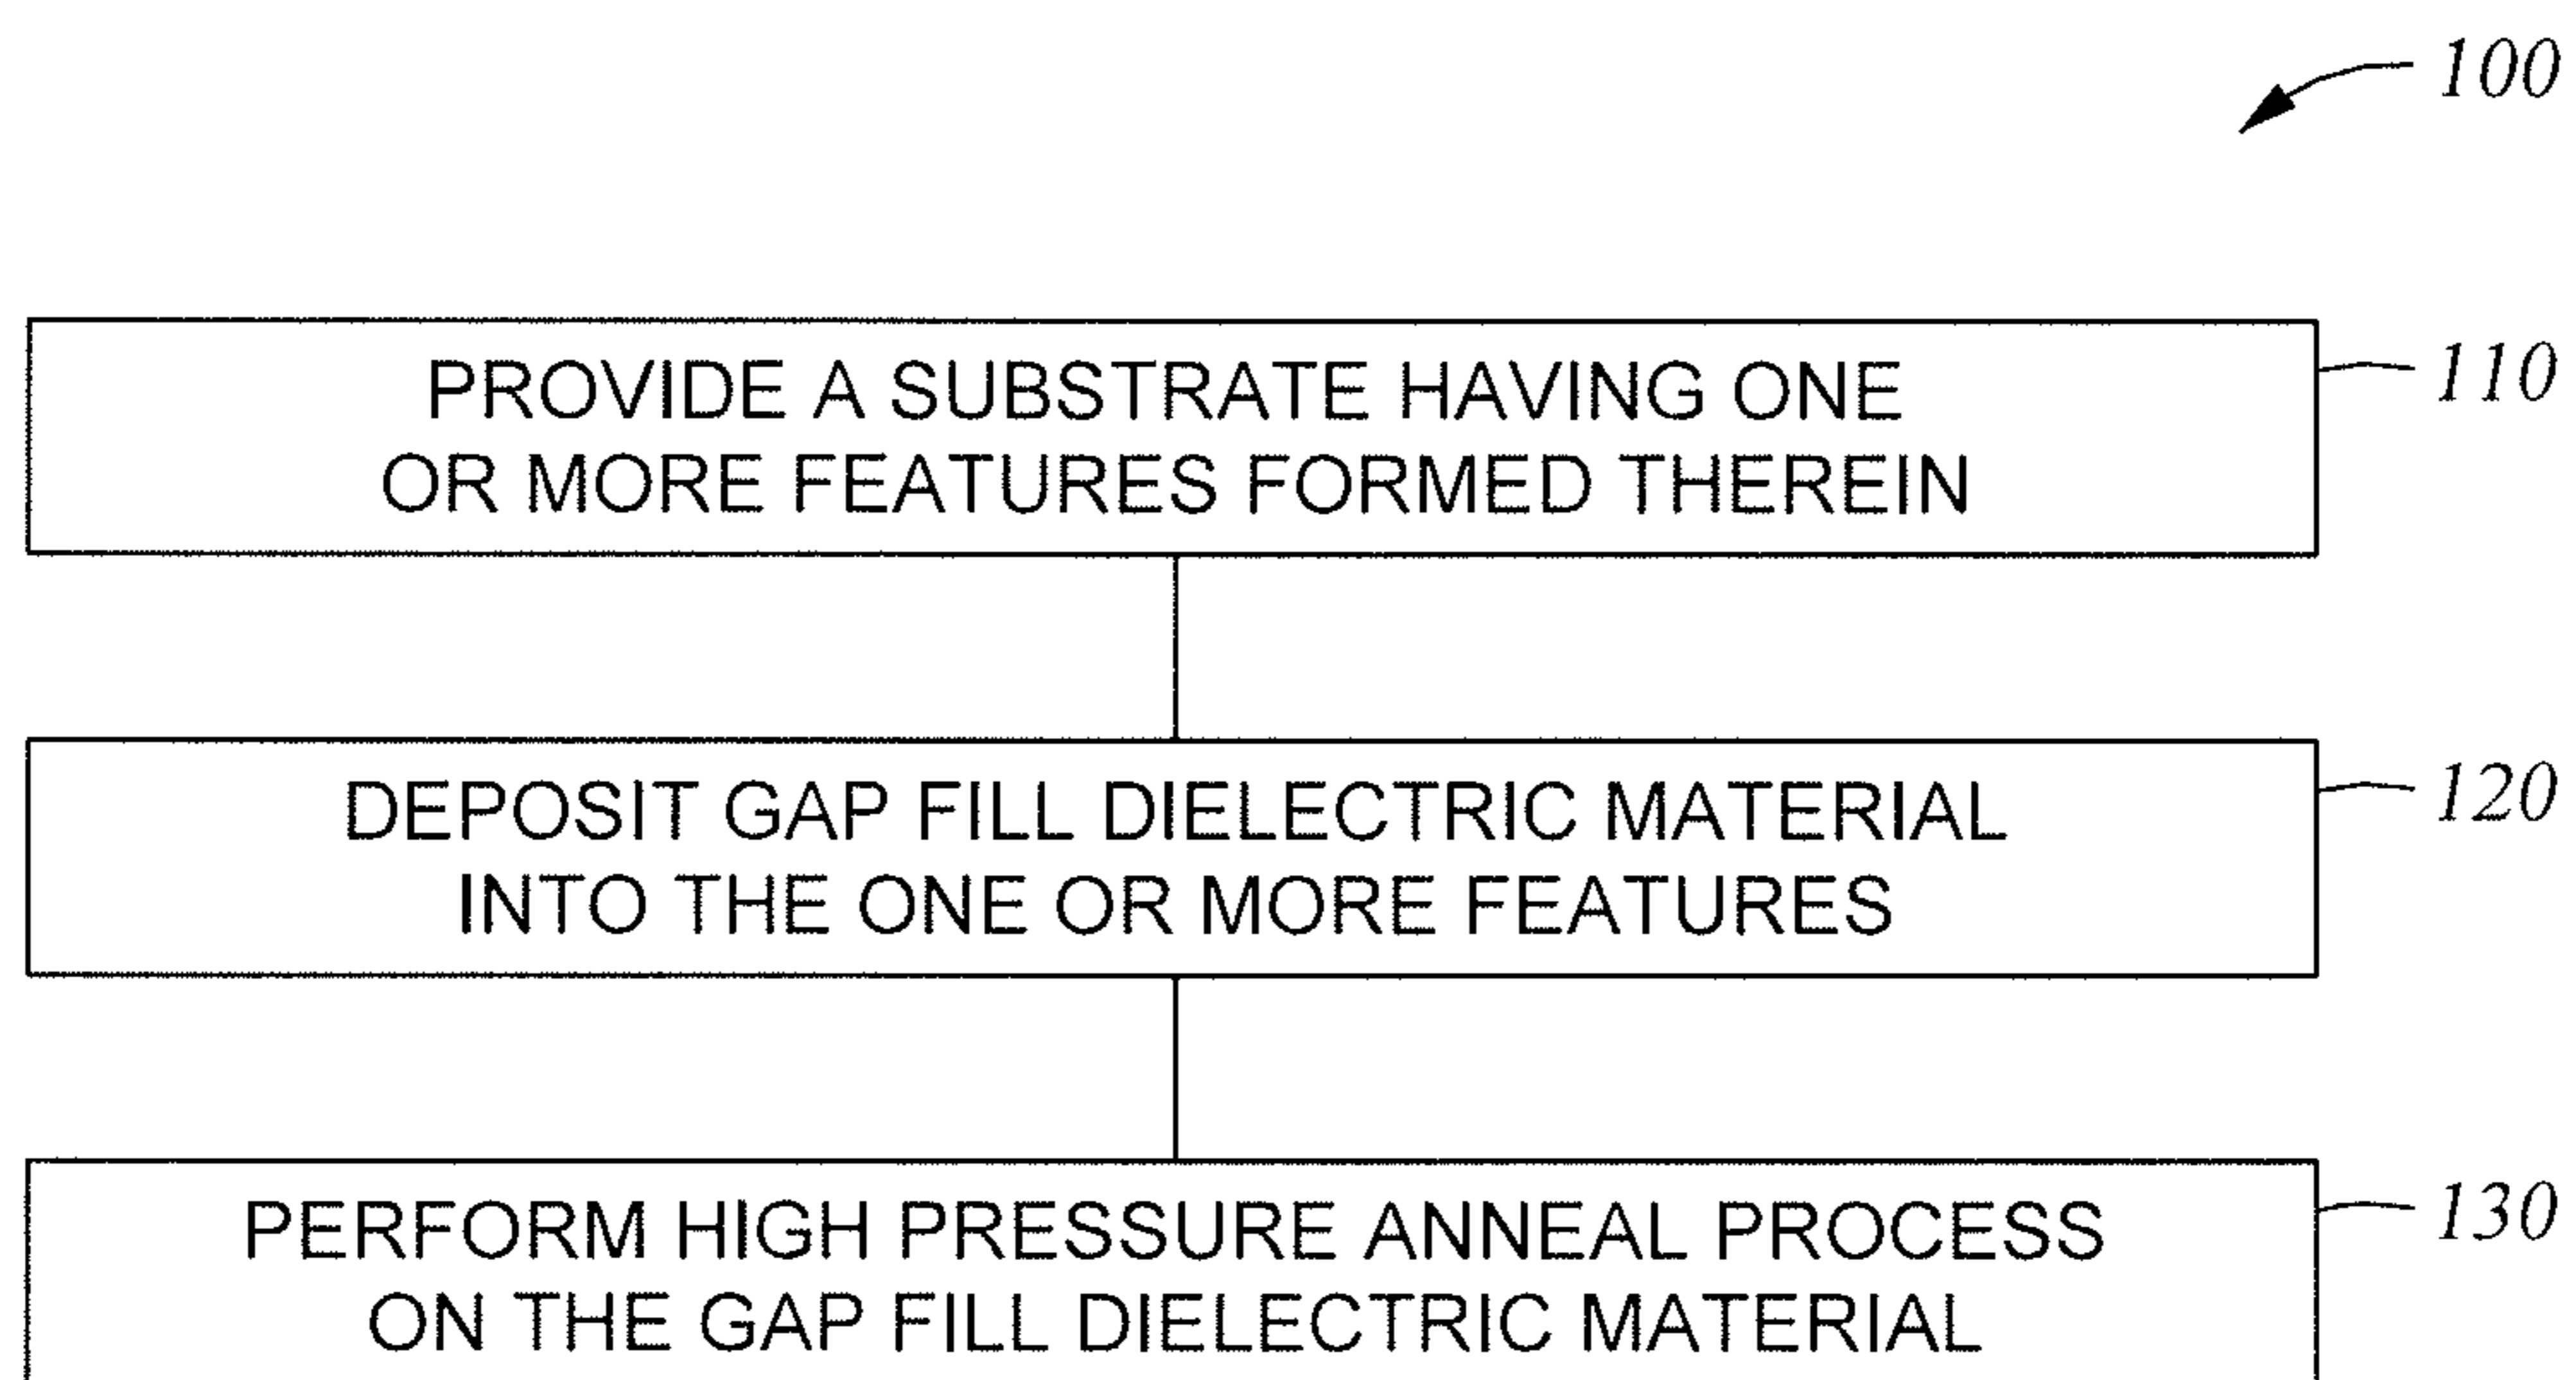 100
PROVIDE A SUBSTRATE HAVING ONE
OR MORE FEATURES FORMED THEREIN
110
DEPOSIT GAP FILL DIELECTRIC MATERIAL
INTO THE ONE OR MORE FEATURES
120
PERFORM HIGH PRESSURE ANNEAL PROCESS
ON THE GAP FILL DIELECTRIC MATERIAL
130